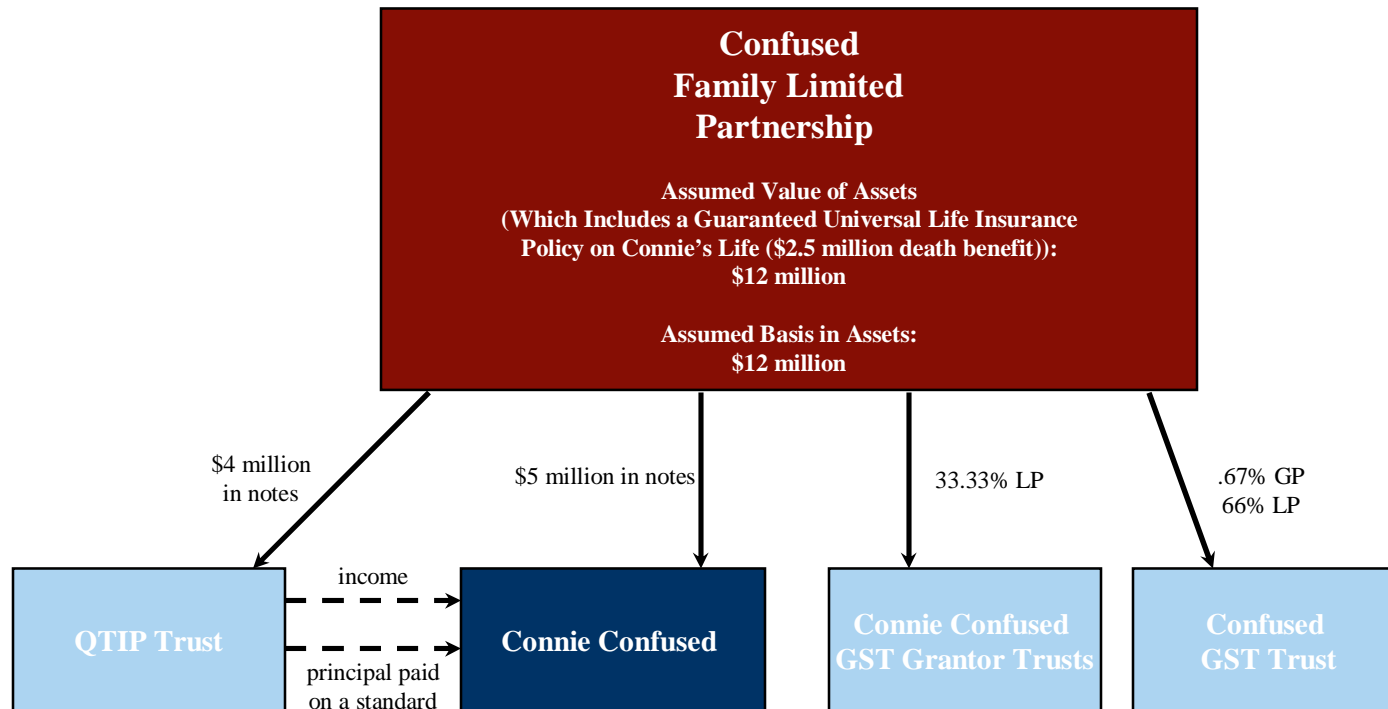 Confused
Family Limited
Partnership
Assumed Value of Assets
(Which Includes a Guaranteed Universal Life Insurance
Policy on Connie’s Life ($2.5 million death benefit)):
$12 million
Assumed Basis in Assets:
$12 million
$4 million
in notes
$5 million in notes
33.33% LP
.67% GP
66% LP
QTIP Trust
income
principal paid
on a standard
Connie Confused
Connie Confused
GST Grantor Trusts
Confused
GST Trust